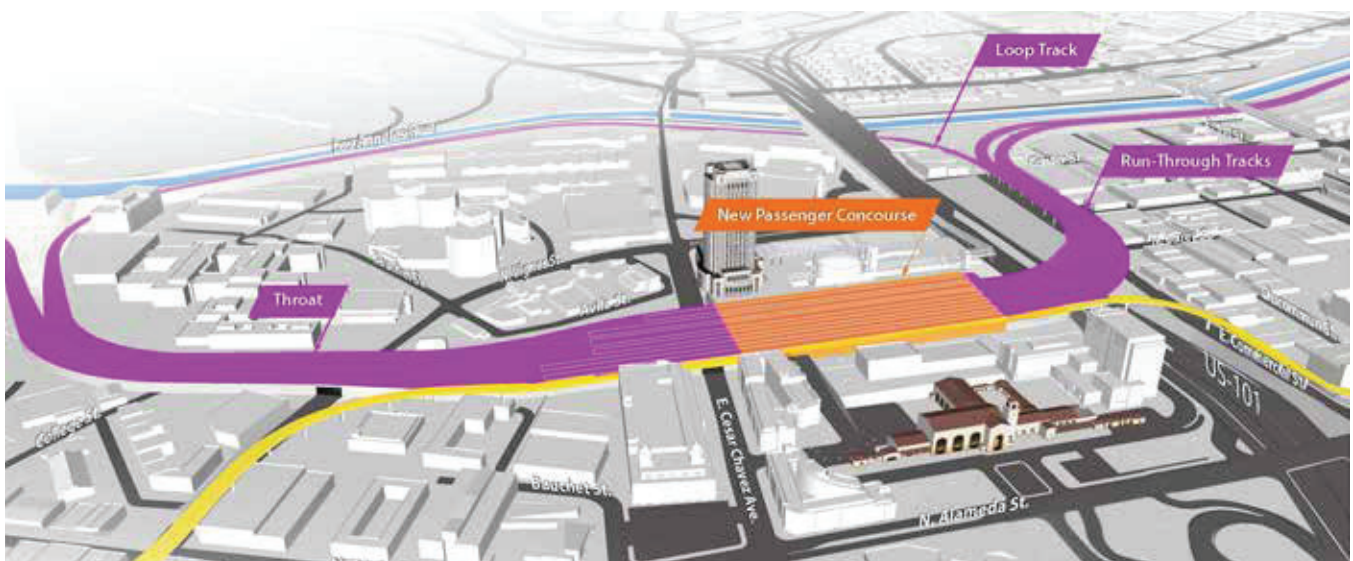 Loop Track
Run-Through Tracks
New Passenger Concourse
Throat
Avila St.
College St.
Bauchet St.
E. Cesar Chavez Ave.
N. Alameda St.
US-101
E. Commercial St.